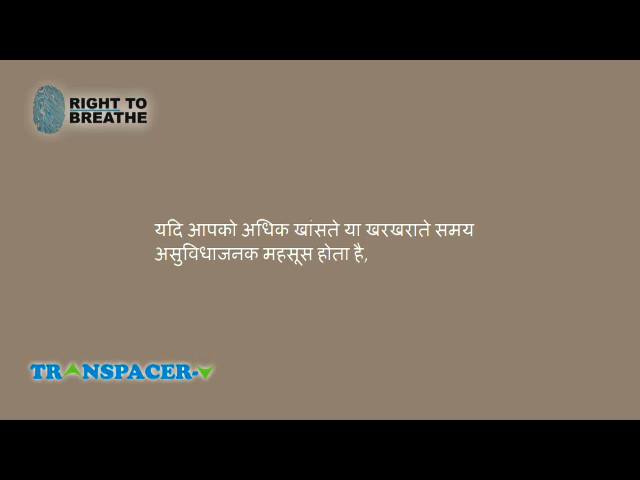 RIGHT TO
BREATHE
यदि आपको अधिक खांसते या खरखराते समय
असुविधाजनक महसूस होता है,
TRANSPACER-